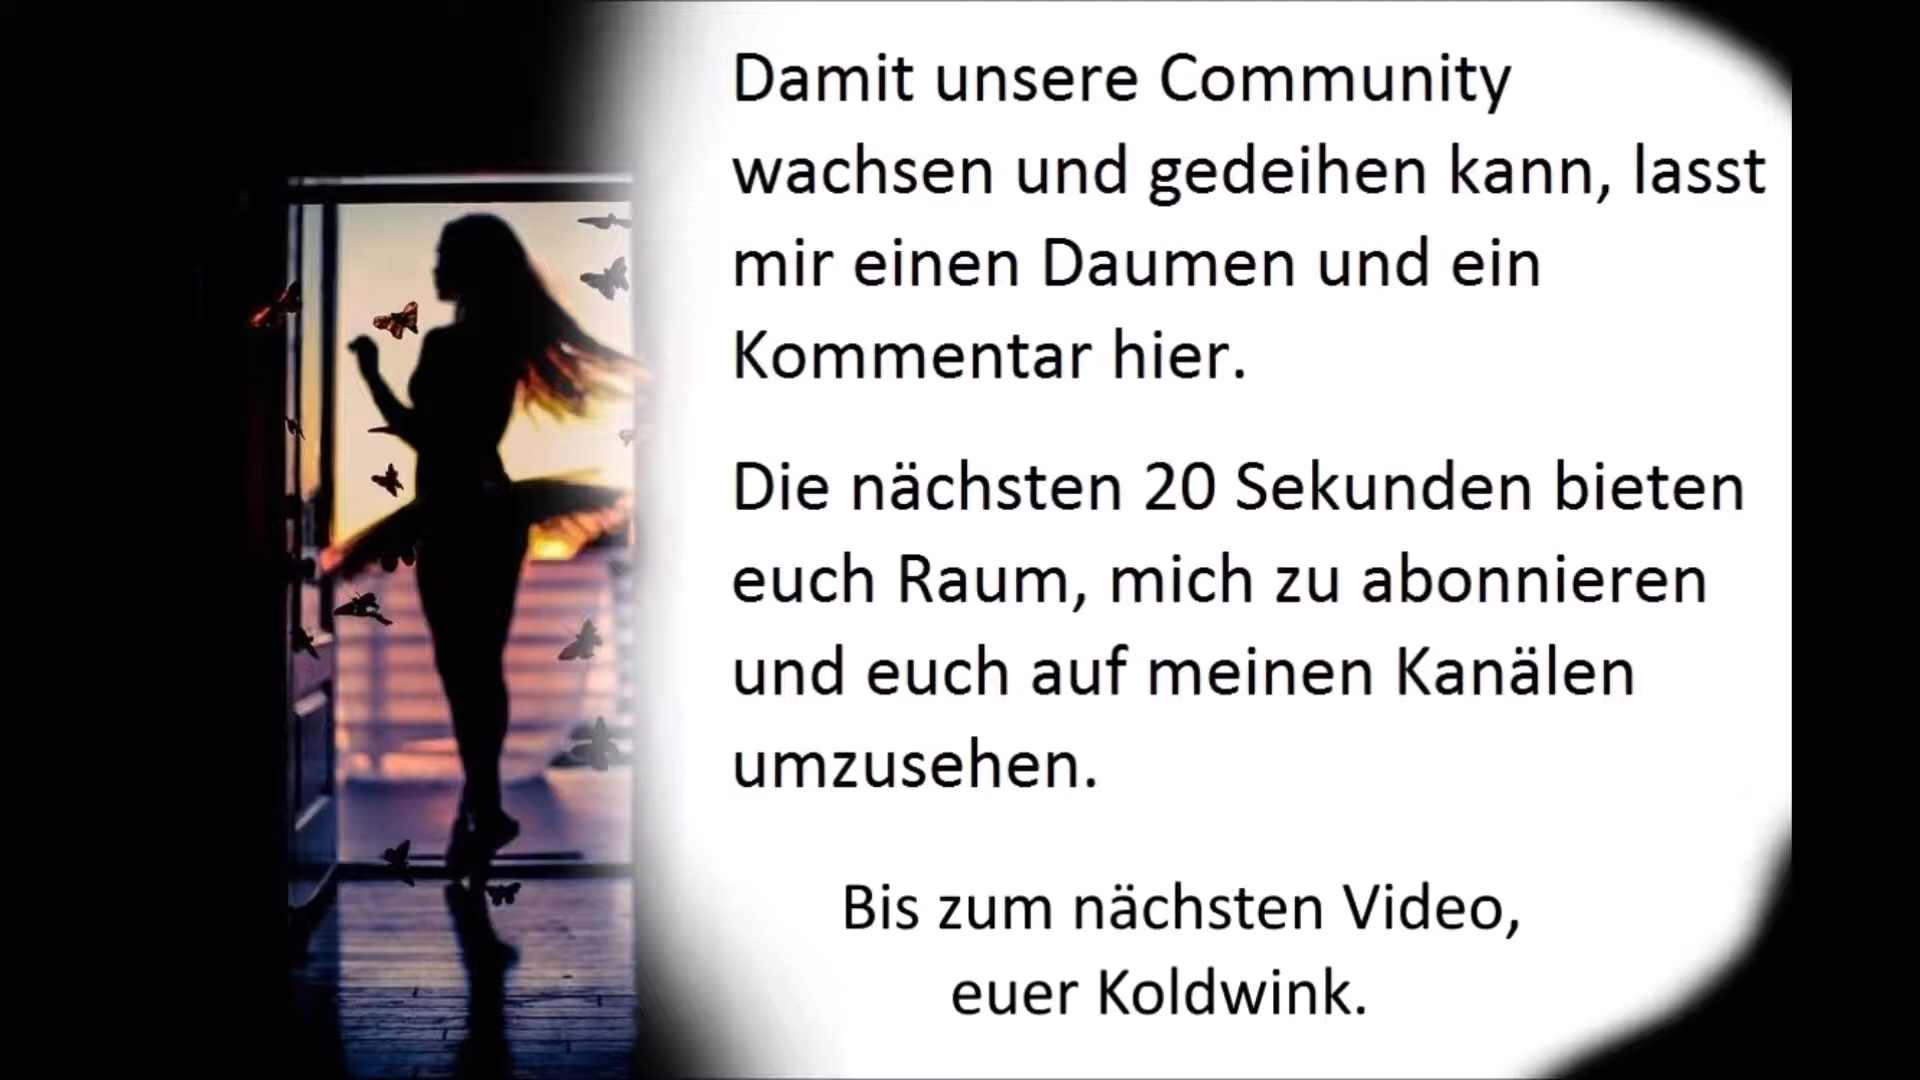 Damit unsere Community
wachsen und gedeihen kann, lasst
mir einen Daumen und ein
Kommentar hier.
Die nächsten 20 Sekunden bieten
euch Raum, mich zu abonnieren
und euch auf meinen Kanälen
umzusehen.
Bis zum nächsten Video,
euer Koldwink.